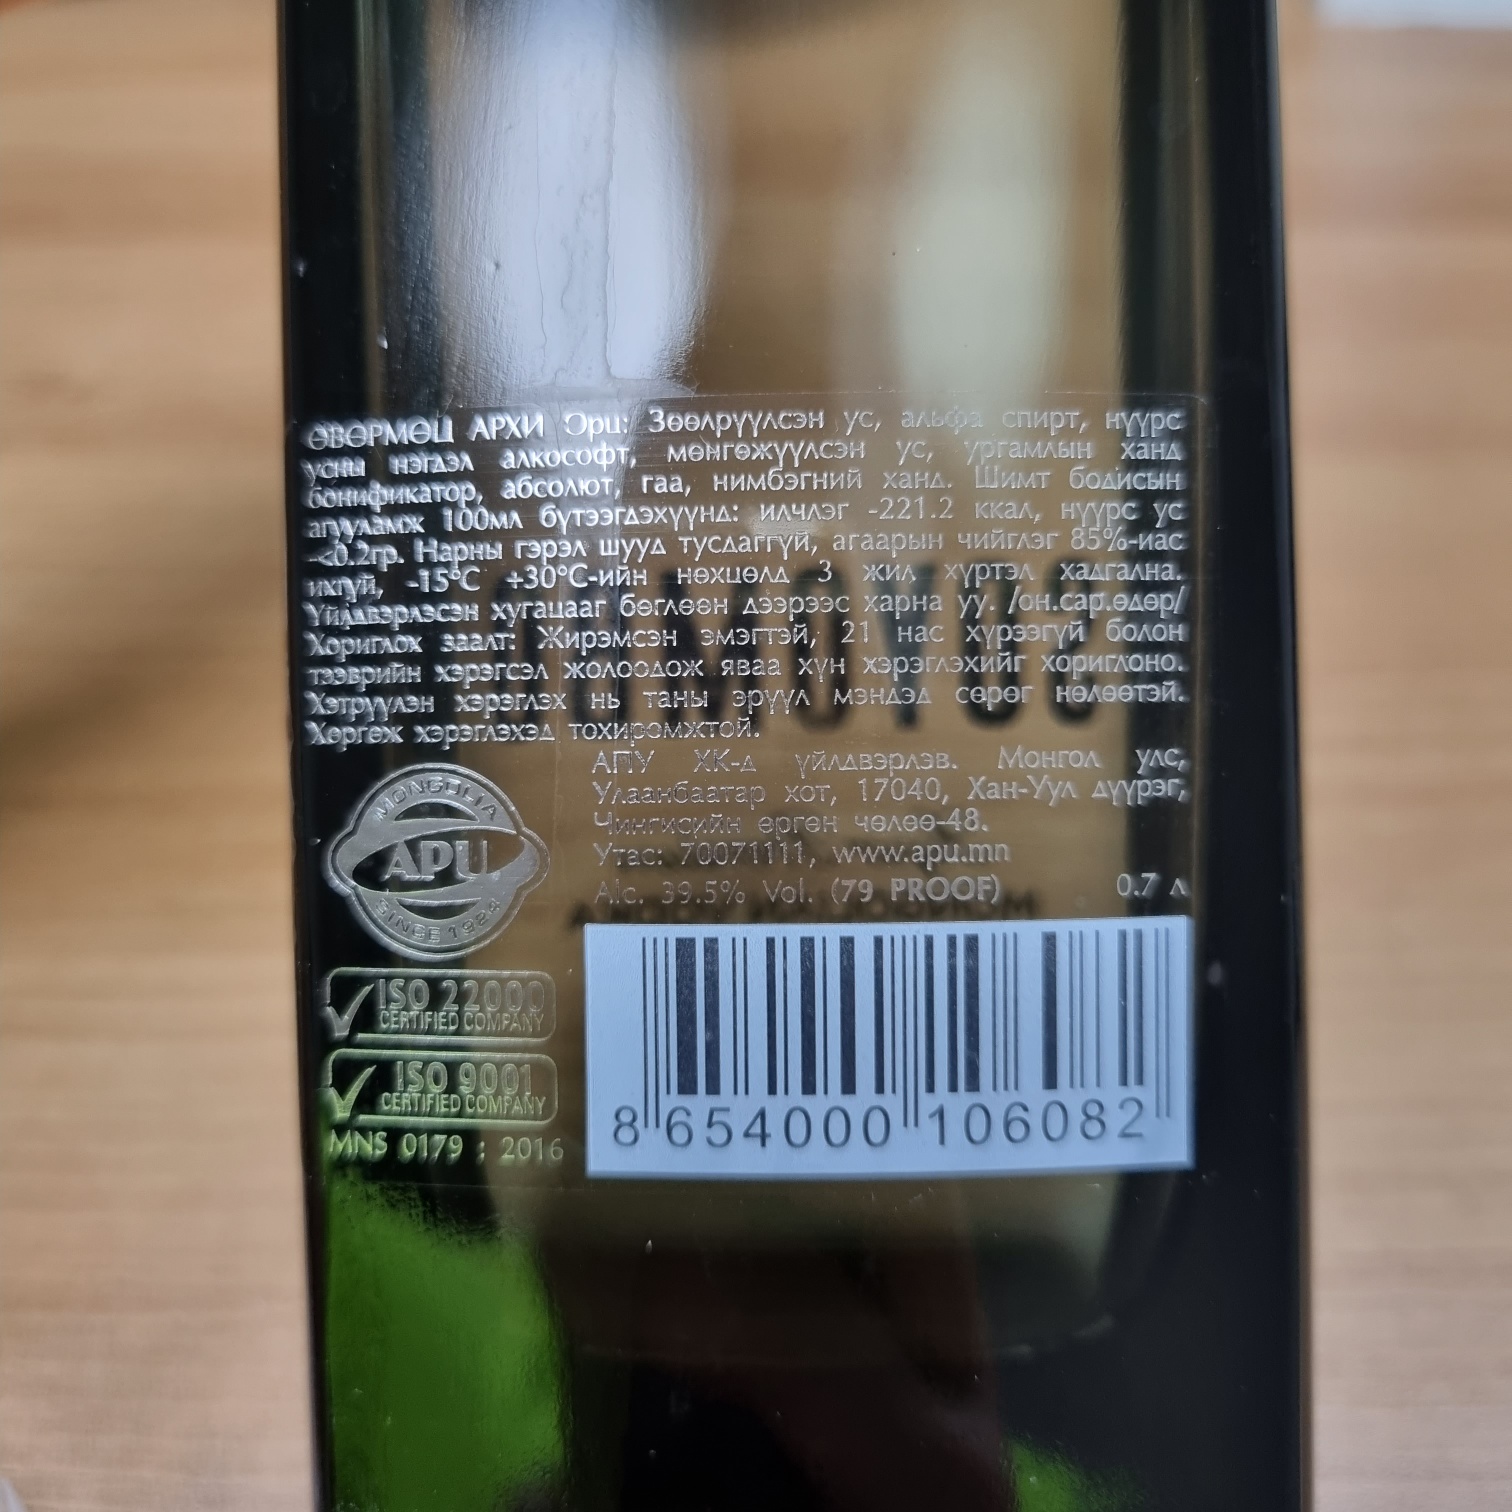 ӨВӨРМӨЦ АРХИ Орц: Зөөлрүүлсэн ус, альфа спирт, нүүрс
усны нэгдэл алкософт, мөнгөжүүлсэн ус, ургамлын ханд
бонификатор, абсолют, гаа, нимбэгний ханд. Шимт бодисын
агууламж 100мл бүтээгдэхүүнд: илчлэг -221.2 ккал, нүүрс ус
-<0.2гр. Нарны гэрэл шууд тусдаггүй, агаарын чийглэг 85%-иас
ихгүй, -15°C +30°C-ийн нөхцөлд 3 жил хүртэл хадгална.
Үйлдвэрлэсэн хугацааг бөглөөн дээрээс харна уу. /он.сар.өдөр/
Хориглох заалт: Жирэмсэн эмэгтэй, 21 нас хүрээгүй болон
тээврийн хэрэгсэл жолоодож яваа хүн хэрэглэхийг хориглоно.
Хэтрүүлэн хэрэглэх нь таны эрүүл мэндэд сөрөг нөлөөтэй.
Хөргөж хэрэглэхэд тохиромжтой.
АПУ ХК-д үйлдвэрлэв. Монгол улс,
Улаанбаатар хот, 17040, Хан-Уул дүүрэг,
Чингисийн өргөн чөлөө-48.
Утас: 70071111, www.apu.mn
Alc. 39.5% Vol. (79 PROOF) 0.7 л
MONGOLIA
APU
SINCE 1924
ISO 22000
CERTIFIED COMPANY
ISO 9001
CERTIFIED COMPANY
MNS 0179 : 2016
8 654000 106082